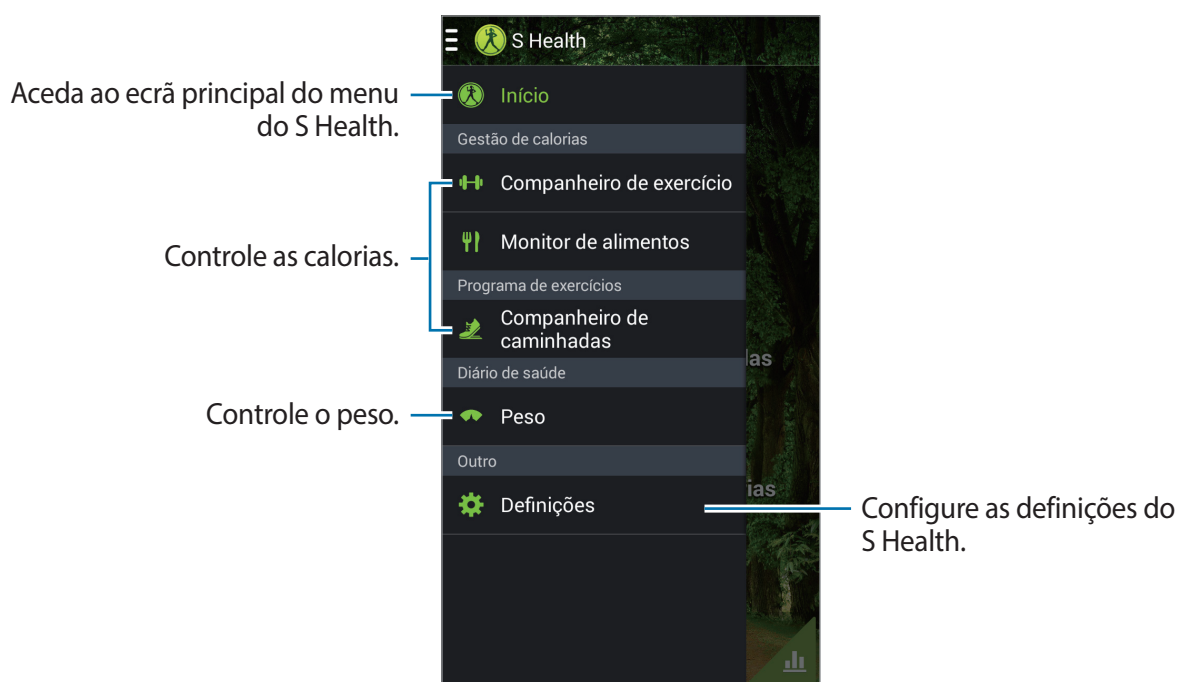 S Health
Aceda ao ecrã principal do menu
do S Health.
Início
Gestão de calorias
Companheiro de exercício
Controle as calorias.
Monitor de alimentos
Programa de exercícios
Companheiro de
caminhadas
las
Diário de saúde
Controle o peso.
Peso
Outro
ias
Definições
Configure as definições do
S Health.